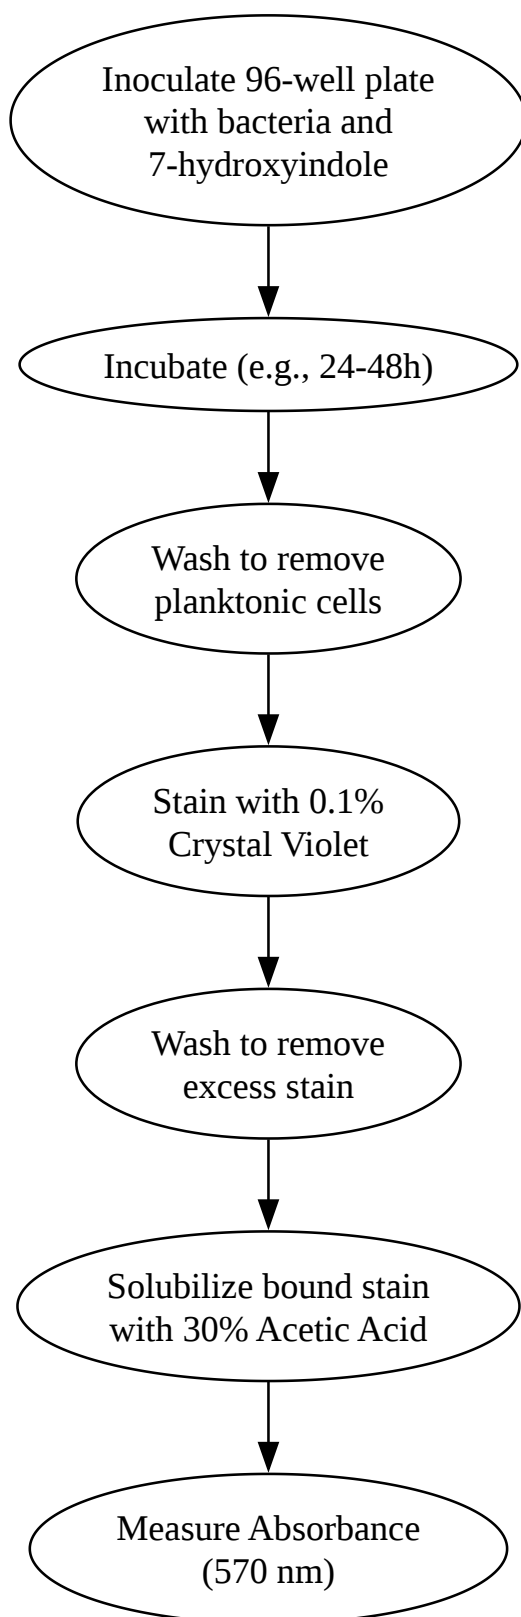 Inoculate 96-well plate
with bacteria and
7-hydroxyindole
Incubate (e.g., 24-48h)
Wash to remove
planktonic cells
Stain with 0.1%
Crystal Violet
Wash to remove
excess stain
Solubilize bound stain
with 30% Acetic Acid
Measure Absorbance
(570 nm)